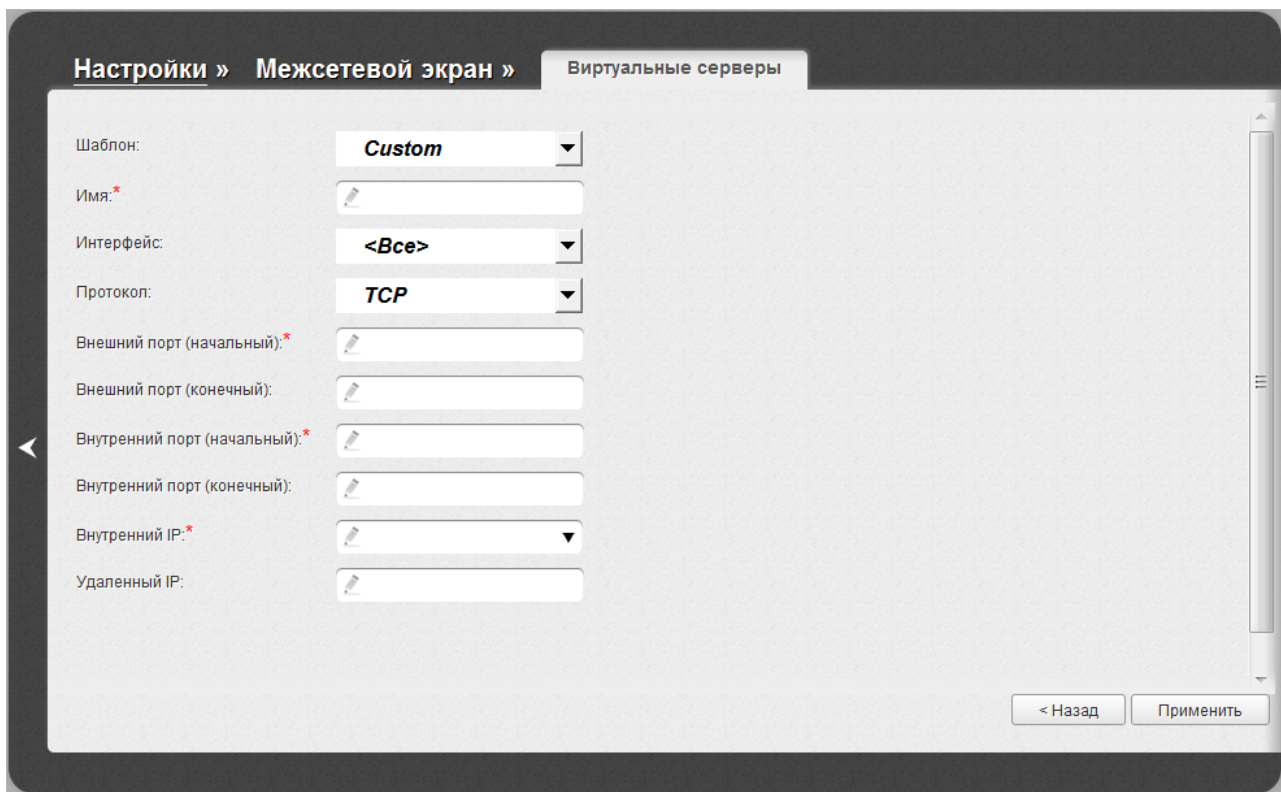 Настройки » Межсетевой экран » Виртуальные серверы
Шаблон: Custom
Имя:*
Интерфейс: <Все>
Протокол: TCP
Внешний порт (начальный):*
Внешний порт (конечный):
Внутренний порт (начальный):*
Внутренний порт (конечный):
Внутренний IP:*
Удаленный IP:
< Назад Применить